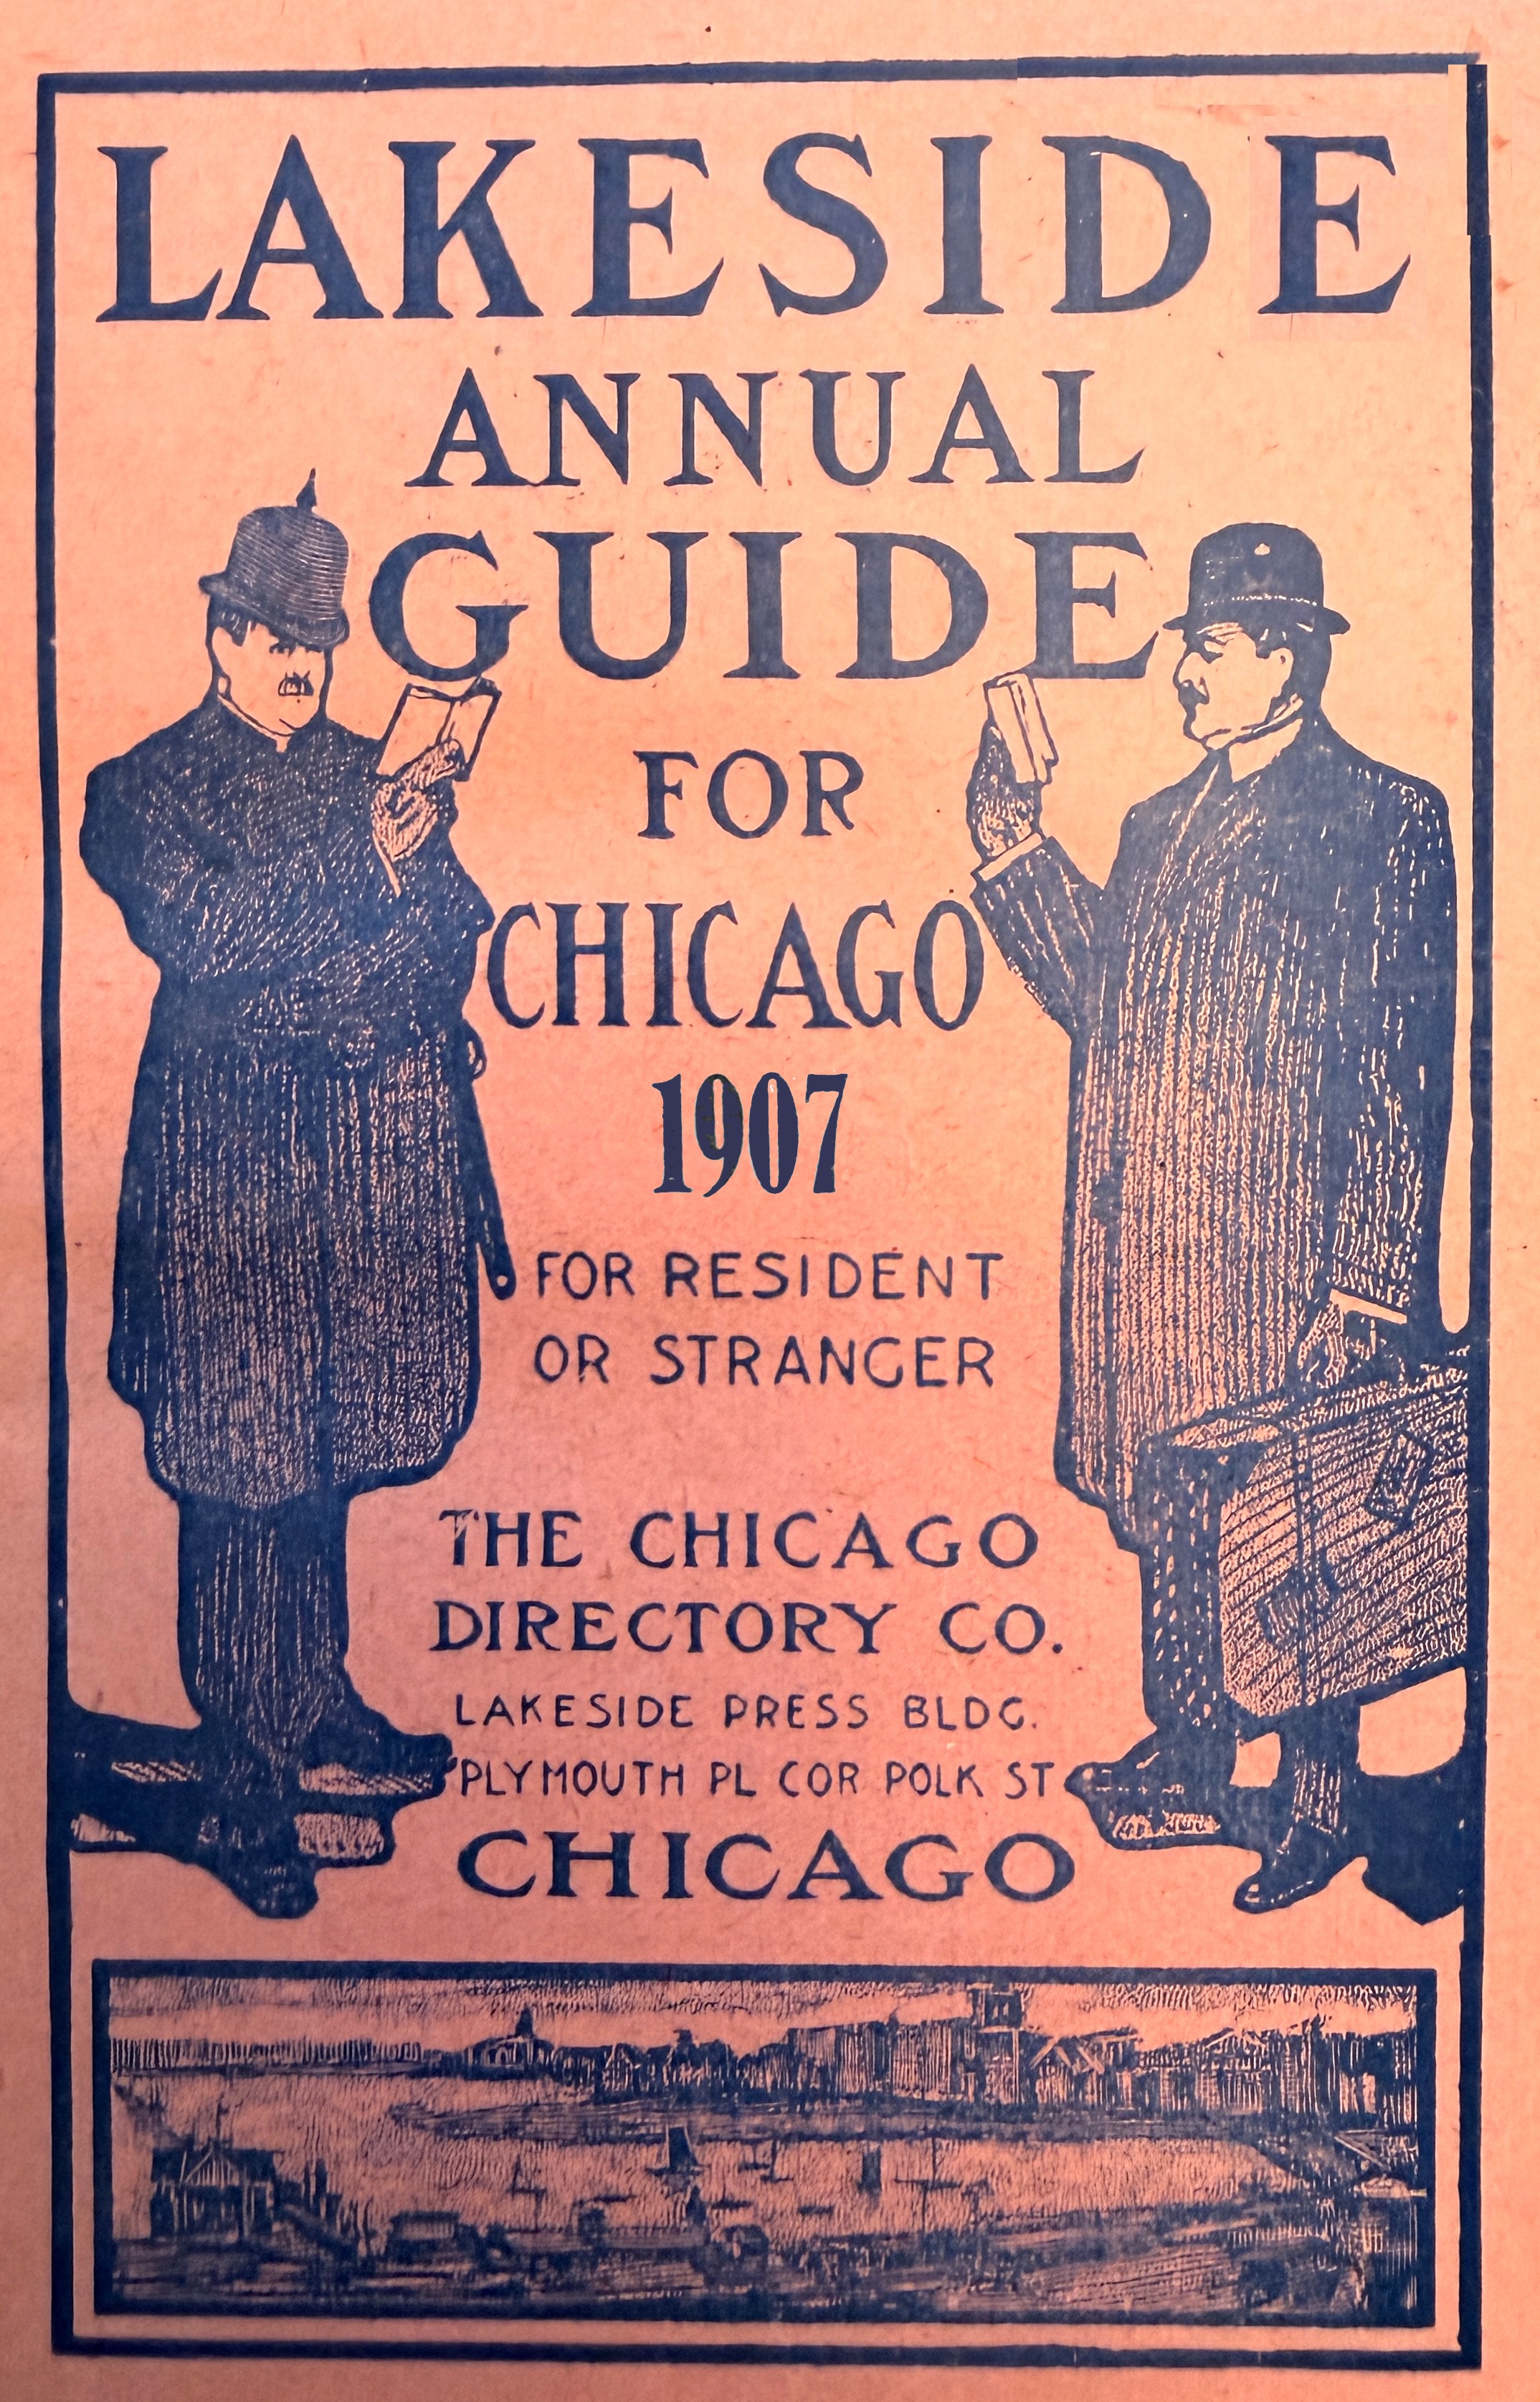 LAKESIDE
ANNUAL
GUIDE
FOR
CHICAGO
1907
FOR RESIDENT
OR STRANGER
THE CHICAGO
DIRECTORY CO.
LAKESIDE PRESS BLDG.
PLYMOUTH PL COR POLK ST
CHICAGO